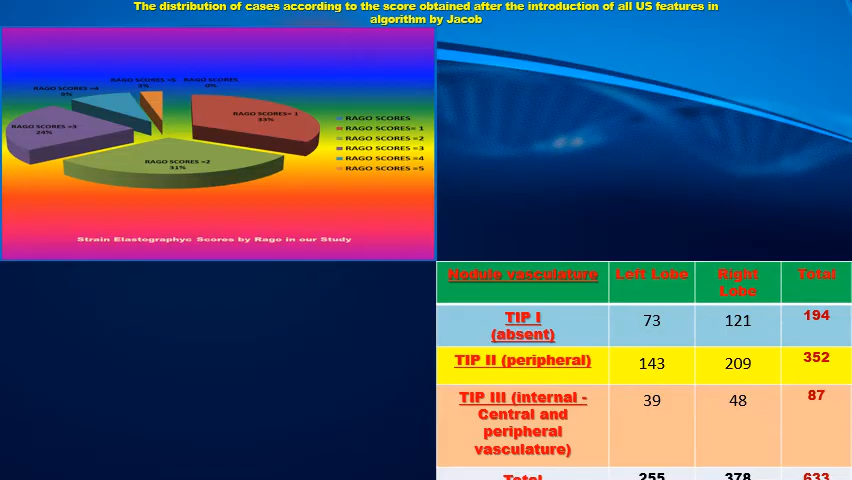 The distribution of cases according to the score obtained after the introduction of all US features in
algorithm by Jacob
RAGO SCORES =5
3%
RAGO SCORES
0%
RAGO SCORES =4
9%
RAGO SCORES= 1
33%
RAGO SCORES =3
24%
RAGO SCORES =2
31%
RAGO SCORES
RAGO SCORES= 1
RAGO SCORES =2
RAGO SCORES =3
RAGO SCORES =4
RAGO SCORES =5
Strain Elastographyc Scores by Rago in our Study
Nodule vasculature Left Lobe Right Lobe Total
TIP I (absent) 73 121 194
TIP II (peripheral) 143 209 352
TIP III (internal - Central and peripheral vasculature) 39 48 87
Total 255 378 633